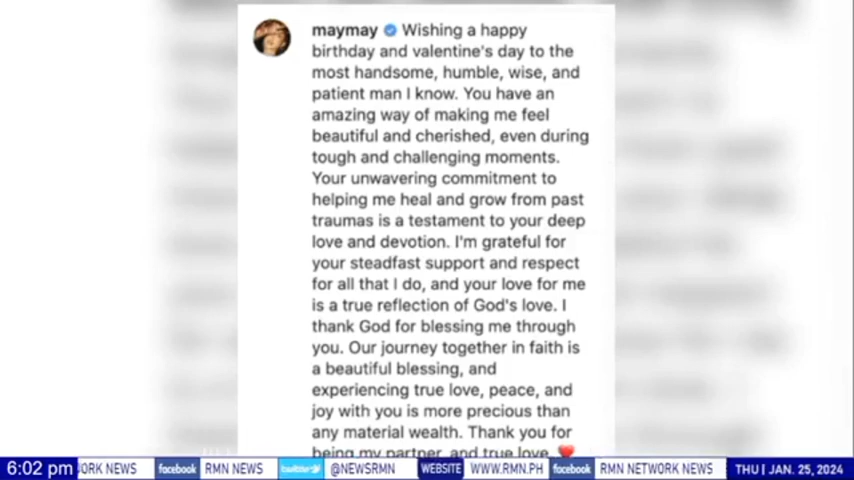 maymay Wishing a happy
birthday and valentine's day to the
most handsome, humble, wise, and
patient man I know. You have an
amazing way of making me feel
beautiful and cherished, even during
tough and challenging moments.
Your unwavering commitment to
helping me heal and grow from past
traumas is a testament to your deep
love and devotion. I'm grateful for
your steadfast support and respect
for all that I do, and your love for me
is a true reflection of God's love. I
thank God for blessing me through
you. Our journey together in faith is
a beautiful blessing, and
experiencing true love, peace, and
joy with you is more precious than
any material wealth. Thank you for
being my partner, and true love. ❤️
6:02 pm ORK NEWS facebook RMN NEWS twitter @NEWSRMN WEBSITE WWW.RMN.PH facebook RMN NETWORK NEWS THU | JAN. 25, 2024